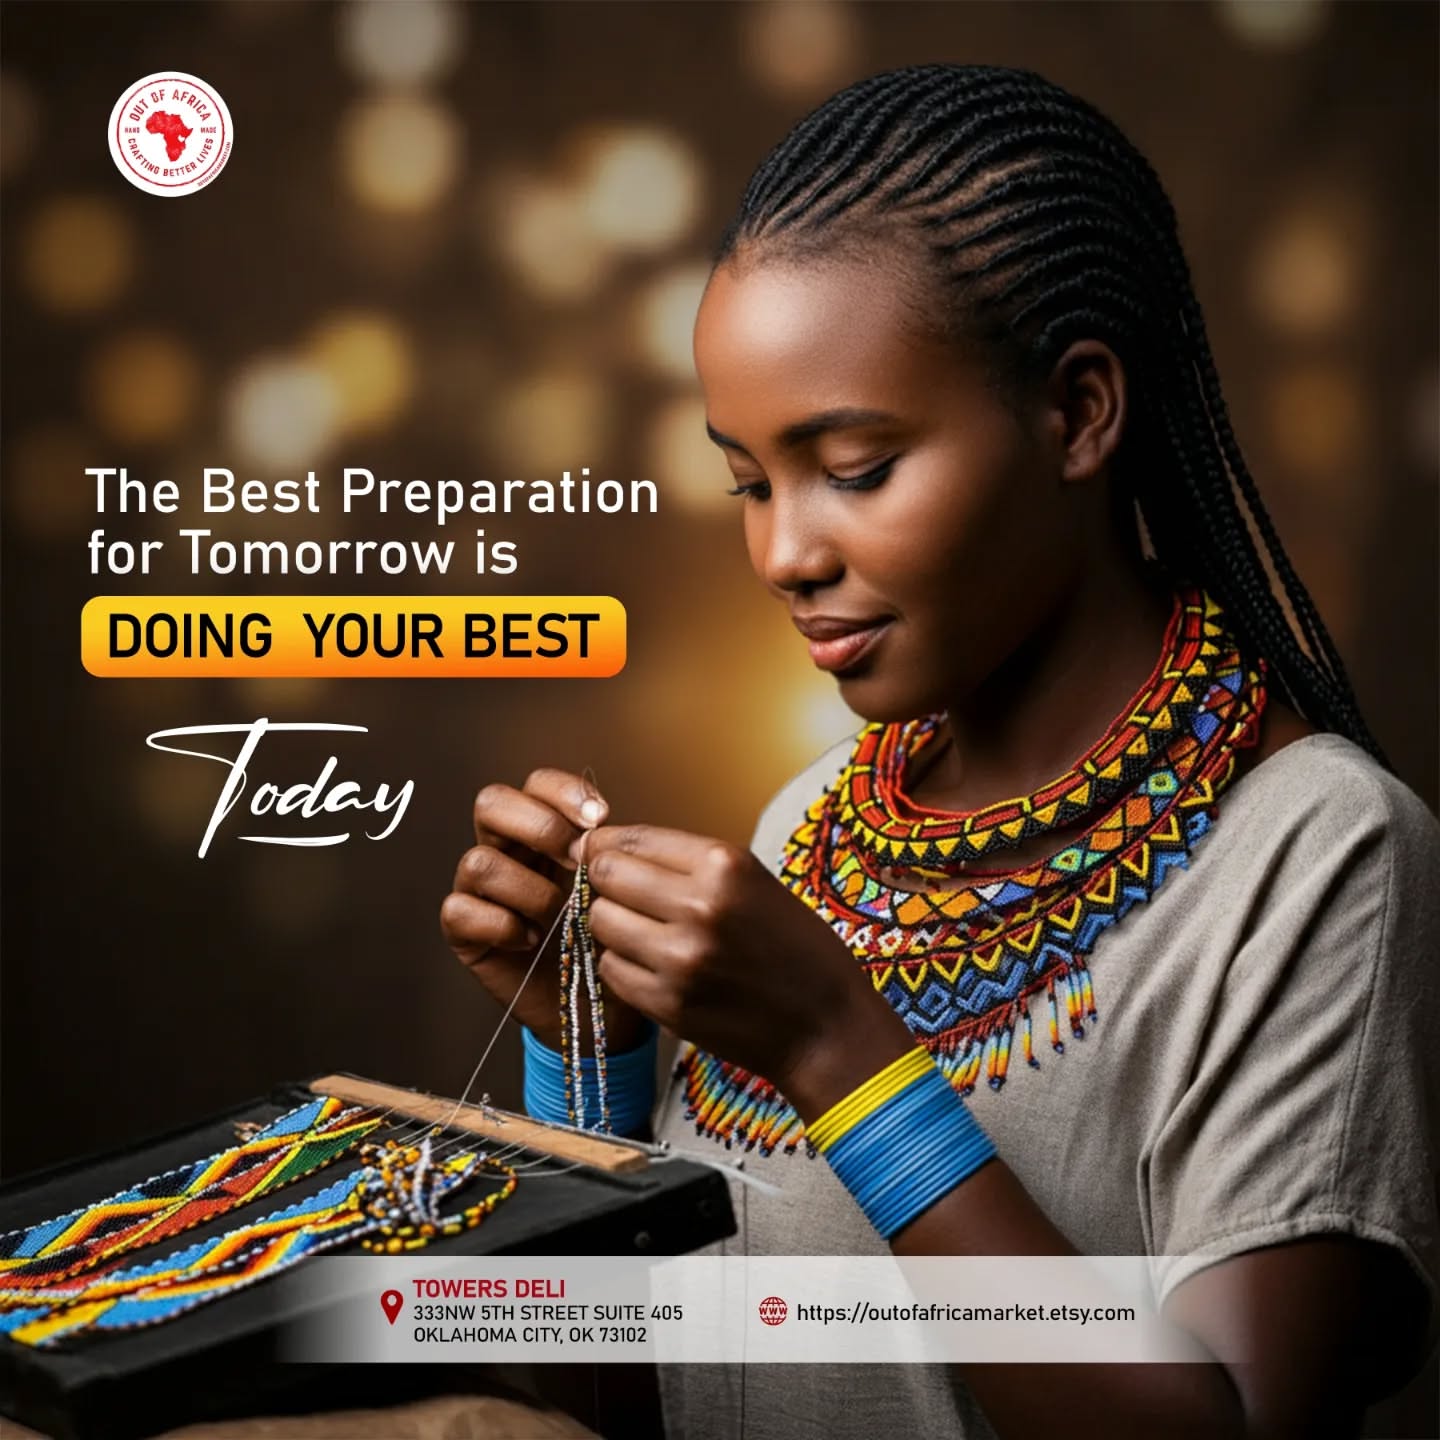 OUT OF AFRICA
HAND MADE
CRAFTING BETTER LIVES
The Best Preparation
for Tomorrow is
DOING YOUR BEST
Today
TOWERS DELI
333NW 5TH STREET SUITE 405
OKLAHOMA CITY, OK 73102
www
https://outofafricamarket.etsy.com